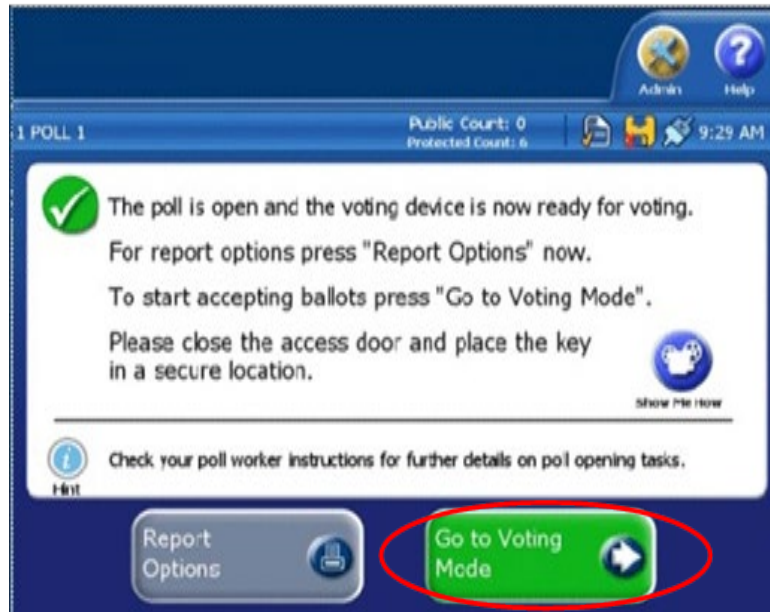 Admin
Help
1 POLL 1
Public Count: 0
Protected Count: 6
9:29 AM
The poll is open and the voting device is now ready for voting.
For report options press "Report Options" now.
To start accepting ballots press "Go to Voting Mode".
Please close the access door and place the key
in a secure location.
Show Me How
Check your poll worker instructions for further details on poll opening tasks.
Hint
Report
Options
Go to Voting
Mode